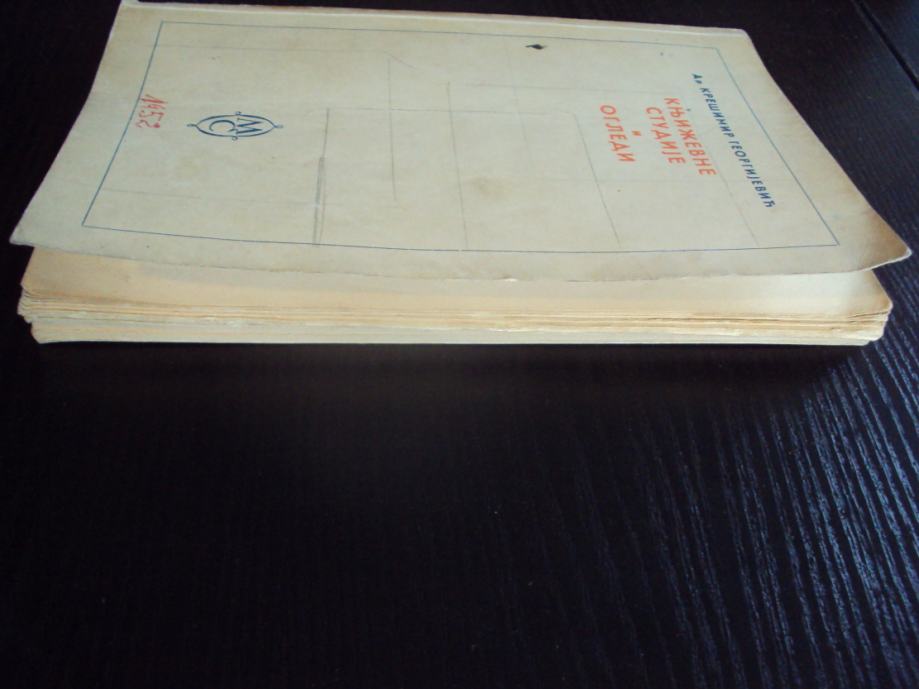 Др КРЕШИМИР ГЕОРГИЈЕВИЋ
КЊИЖЕВНЕ
СТУДИЈЕ
И
ОГЛЕДИ
МС
1952